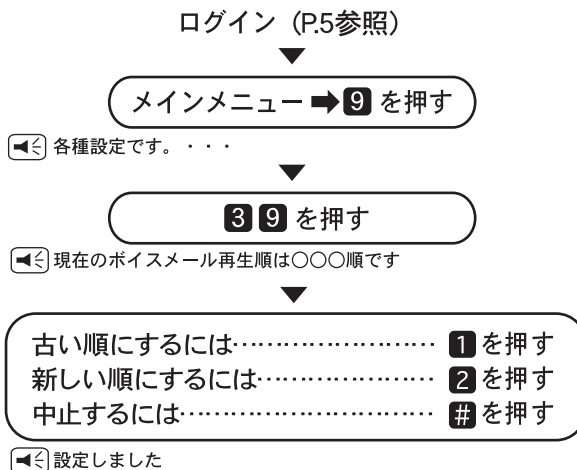 ログイン（P.5参照）
メインメニュー ➡ 9 を押す
各種設定です。・・・
3 9 を押す
現在のボイスメール再生順は○○○順です
古い順にするには…………………… 1 を押す
新しい順にするには………………… 2 を押す
中止するには………………………… # を押す
設定しました